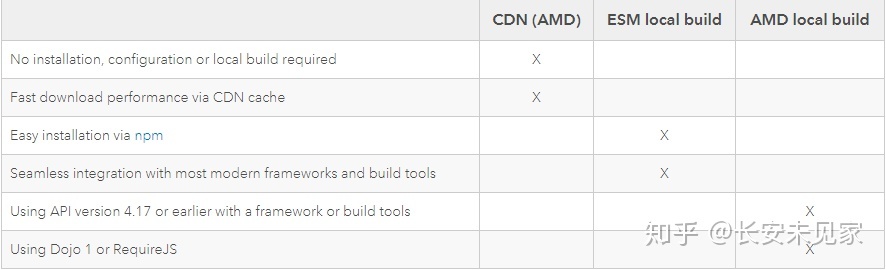 CDN (AMD) ESM local build AMD local build
No installation, configuration or local build required X
Fast download performance via CDN cache X
Easy installation via npm X
Seamless integration with most modern frameworks and build tools X
Using API version 4.17 or earlier with a framework or build tools X
Using Dojo 1 or RequireJS X
知乎 @长安未见家